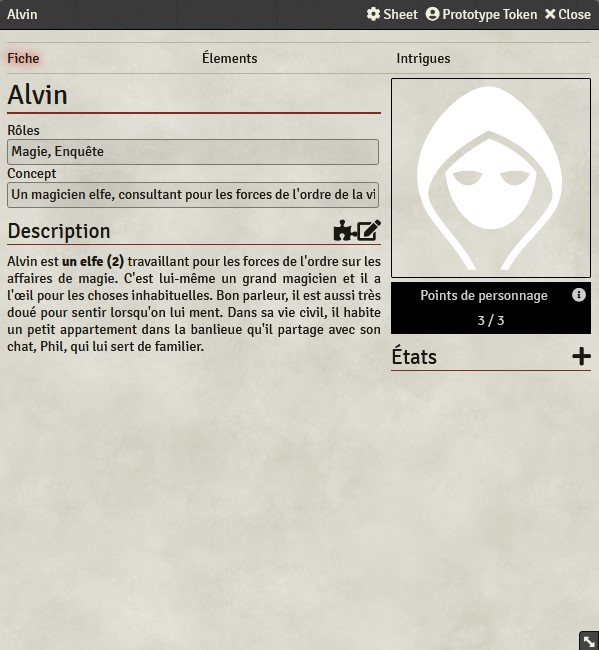 Alvin Sheet Prototype Token Close
Fiche Élements Intrigues
Alvin
Rôles
Magie, Enquête
Concept
Un magicien elfe, consultant pour les forces de l'ordre de la vi
Description
Alvin est un elfe (2) travaillant pour les forces de l'ordre sur les
affaires de magie. C'est lui-même un grand magicien et il a
l'œil pour les choses inhabituelles. Bon parleur, il est aussi très
doué pour sentir lorsqu'on lui ment. Dans sa vie civil, il habite
un petit appartement dans la banlieue qu'il partage avec son
chat, Phil, qui lui sert de familier.
Points de personnage
3 / 3
États